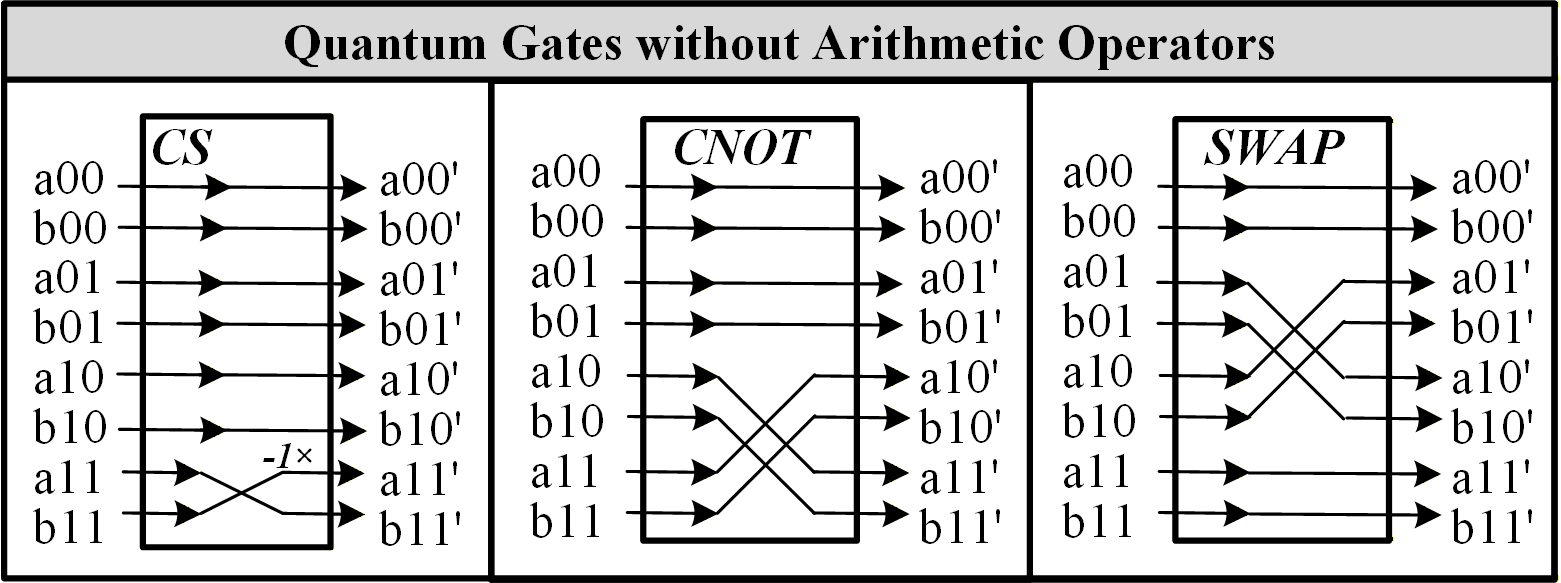 Quantum Gates without Arithmetic Operators
CS
a00 a00'
b00 b00'
a01 a01'
b01 b01'
a10 a10'
b10 b10'
-1×
a11 a11'
b11 b11'
CNOT
a00 a00'
b00 b00'
a01 a01'
b01 b01'
a10 a10'
b10 b10'
a11 a11'
b11 b11'
SWAP
a00 a00'
b00 b00'
a01 a01'
b01 b01'
a10 a10'
b10 b10'
a11 a11'
b11 b11'